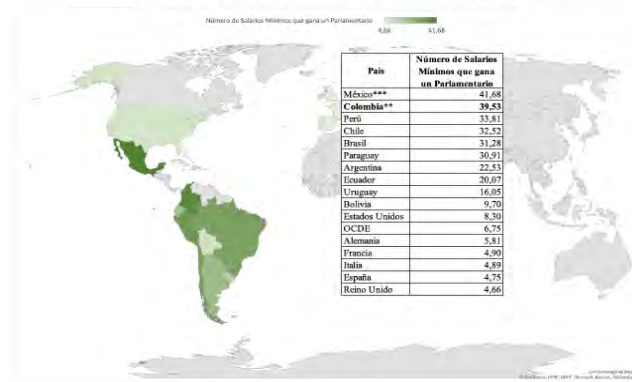 Número de Salarios Mínimos que gana un Parlamentario
4,66 41,68
País Número de Salarios Mínimos que gana un Parlamentario
México*** 41,68
Colombia** 39,53
Perú 33,81
Chile 32,52
Brasil 31,28
Paraguay 30,91
Argentina 22,53
Ecuador 20,07
Uruguay 16,05
Bolivia 9,70
Estados Unidos 8,30
OCDE 6,75
Alemania 5,81
Francia 4,90
Italia 4,89
España 4,75
Reino Unido 4,66